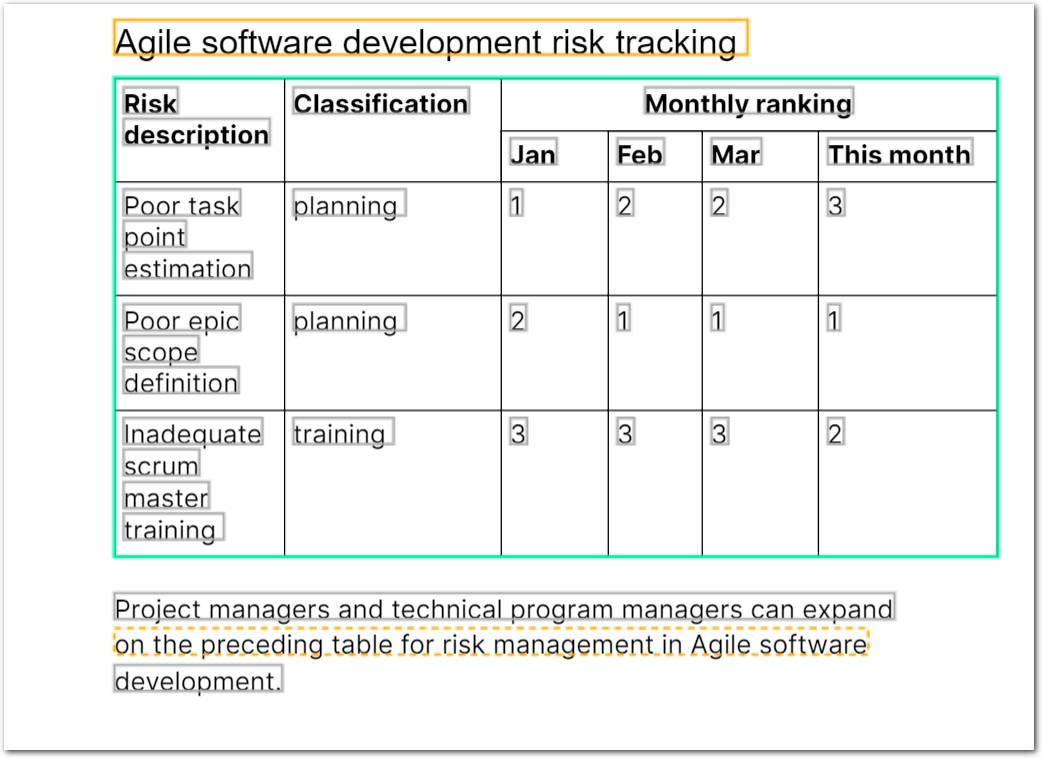 Agile software development risk tracking
Risk
description
Classification
Monthly ranking
Jan
Feb
Mar
This month
Poor task
point
estimation
planning
1
2
2
3
Poor epic
scope
definition
planning
2
1
1
1
Inadequate
scrum
master
training
training
3
3
3
2
Project managers and technical program managers can expand
on the preceding table for risk management in Agile software
development.